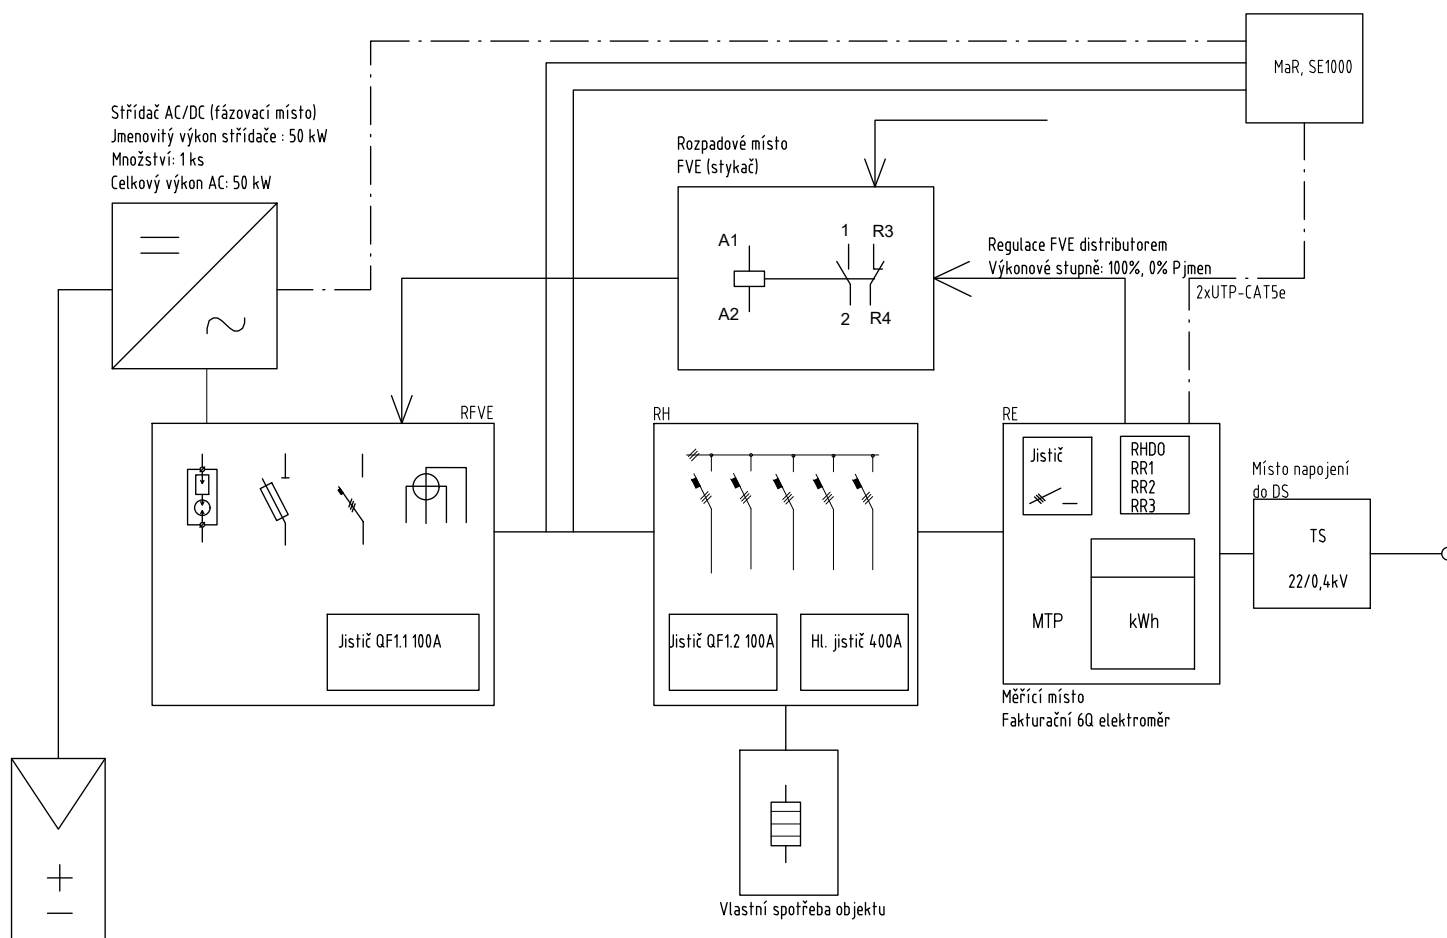 MaR, SE1000
Střídač AC/DC (fázovací místo)
Jmenovitý výkon střídače : 50 kW
Množství: 1 ks
Celkový výkon AC: 50 kW
Rozpadové místo
FVE (stykač)
A1
1
R3
A2
2
R4
Regulace FVE distributorem
Výkonové stupně: 100%, 0% Pjmen
2xUTP-CAT5e
RFVE
RH
RE
Jistič
RHDO
RR1
RR2
RR3
Místo napojení
do DS
TS
22/0,4kV
MTP
kWh
Jistič QF1.1 100A
Jistič QF1.2 100A
Hl. jistič 400A
Měřící místo
Fakturační 6Q elektroměr
Vlastní spotřeba objektu